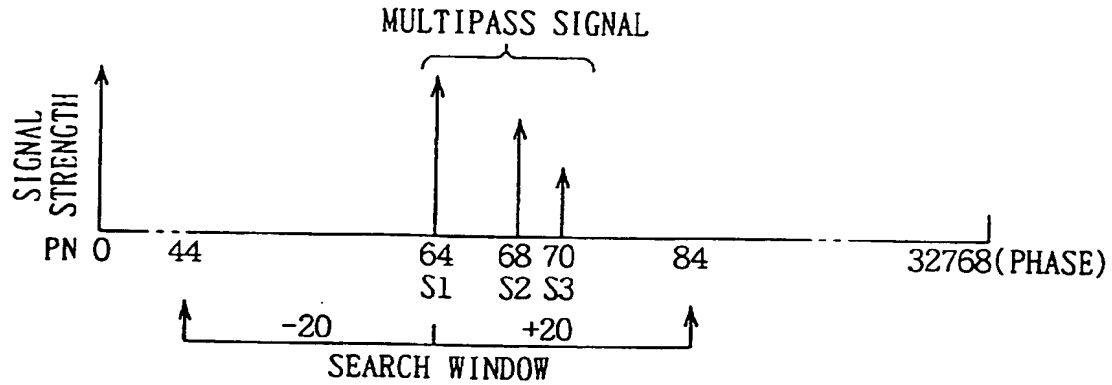 MULTIPASS SIGNAL
SIGNAL
STRENGTH
PN 0 44 64 68 70 84 32768(PHASE)
S1 S2 S3
-20 +20
SEARCH WINDOW